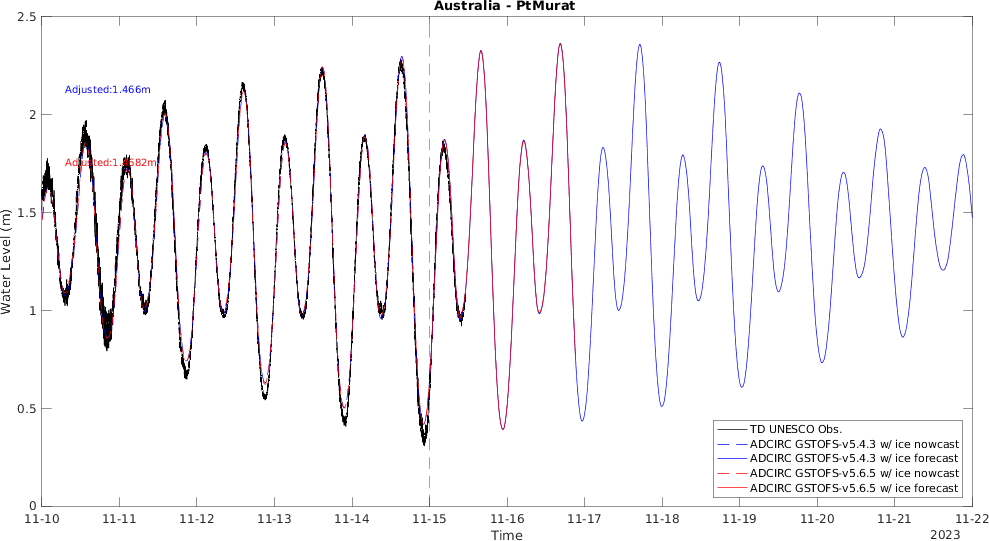 Australia - PtMurat
2.5
2
1.5
1
0.5
0
Water Level (m)
Adjusted:1.466m
TD UNESCO Obs.
ADCIRC GSTOFS-v5.4.3 w/ ice nowcast
ADCIRC GSTOFS-v5.4.3 w/ ice forecast
ADCIRC GSTOFS-v5.6.5 w/ ice nowcast
ADCIRC GSTOFS-v5.6.5 w/ ice forecast
11-10 11-11 11-12 11-13 11-14 11-15 11-16 11-17 11-18 11-19 11-20 11-21 11-22
Time
2023